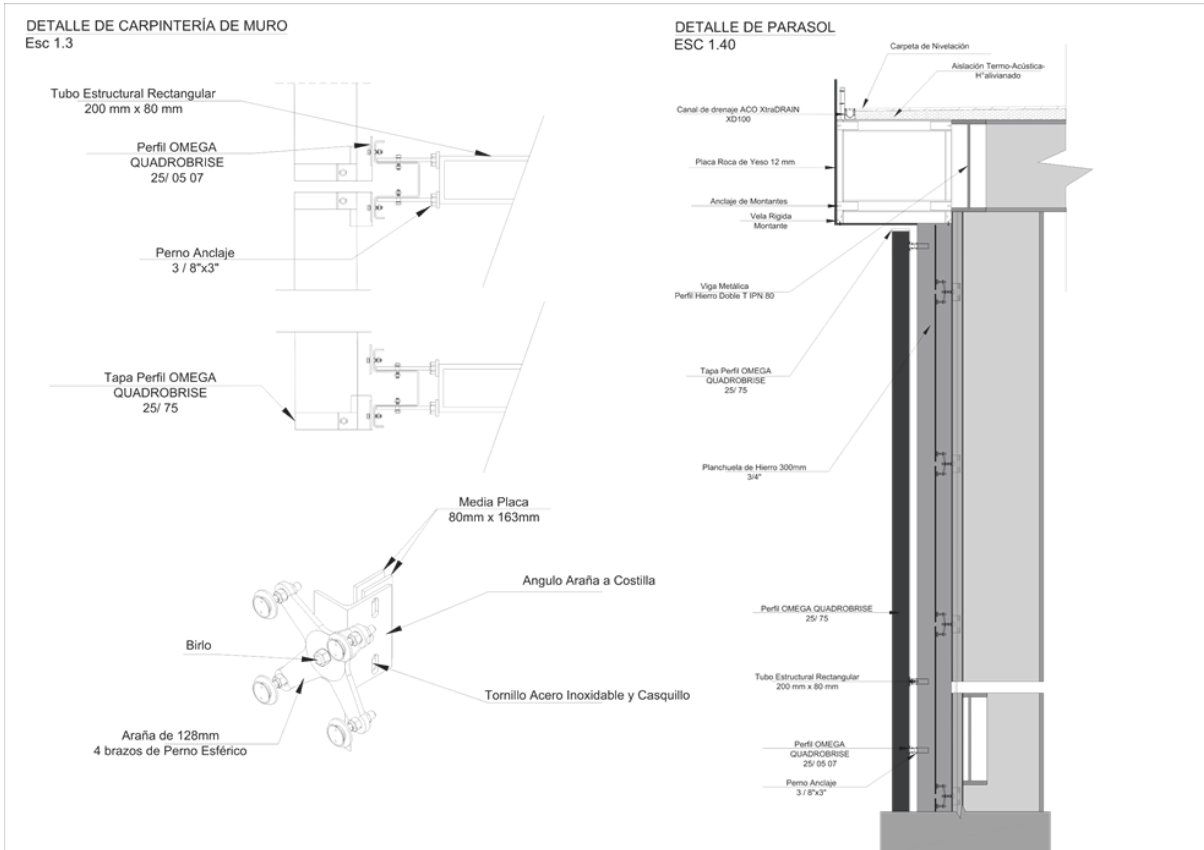 DETALLE DE CARPINTERÍA DE MURO
Esc 1.3
Tubo Estructural Rectangular
200 mm x 80 mm
Perfil OMEGA
QUADROBRISE
25/ 05 07
Perno Anclaje
3 / 8"x3"
Tapa Perfil OMEGA
QUADROBRISE
25/ 75
Media Placa
80mm x 163mm
Angulo Araña a Costilla
Birlo
Tornillo Acero Inoxidable y Casquillo
Araña de 128mm
4 brazos de Perno Esférico
DETALLE DE PARASOL
ESC 1.40
Carpeta de Nivelación
Aislación Termo-Acústica-
H°alivianado
Canal de drenaje ACO XtraDRAIN
XD100
Placa Roca de Yeso 12 mm
Anclaje de Montantes
Vela Rigida
Montante
Viga Metálica
Perfil Hierro Doble T IPN 80
Tapa Perfil OMEGA
QUADROBRISE
25/ 75
Planchuela de Hierro 300mm
3/4"
Perfil OMEGA QUADROBRISE
25/ 75
Tubo Estructural Rectangular
200 mm x 80 mm
Perfil OMEGA
QUADROBRISE
25/ 05 07
Perno Anclaje
3 / 8"x3"